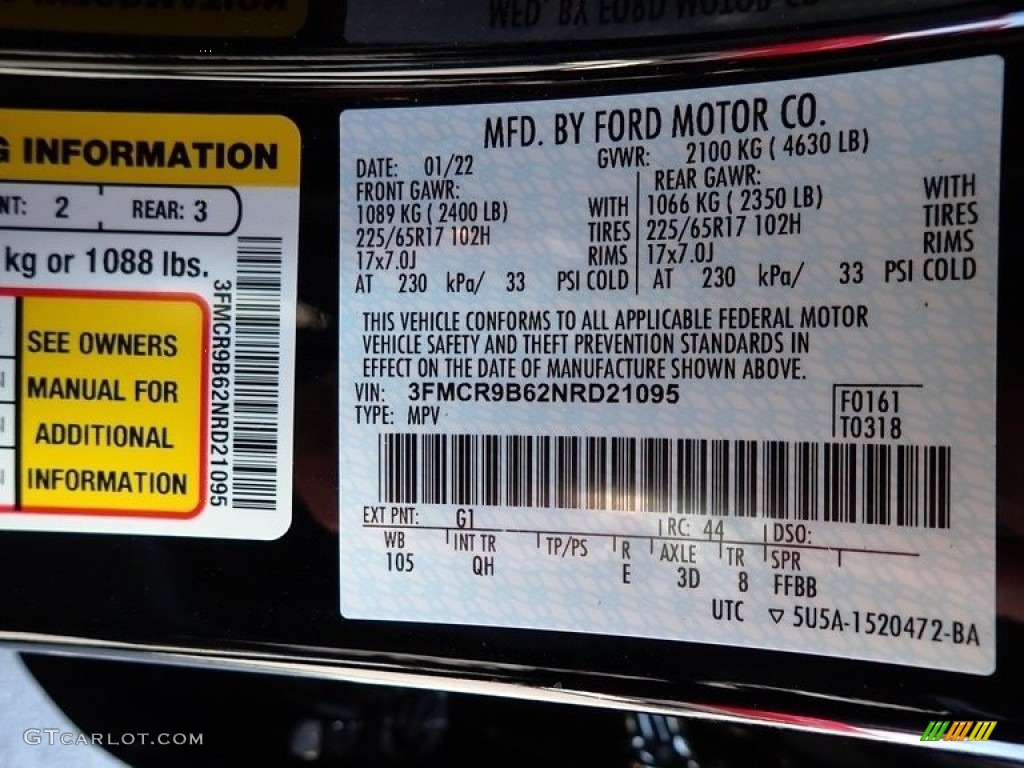 G INFORMATION
NT: 2 REAR: 3
kg or 1088 lbs.
SEE OWNERS
MANUAL FOR
ADDITIONAL
INFORMATION
3FMCR9B62NRD21095
MFD. BY FORD MOTOR CO.
DATE: 01/22 GVWR: 2100 KG ( 4630 LB)
FRONT GAWR: REAR GAWR:
1089 KG ( 2400 LB) WITH 1066 KG ( 2350 LB) WITH
225/65R17 102H TIRES 225/65R17 102H TIRES
17x7.0J RIMS 17x7.0J RIMS
AT 230 kPa/ 33 PSI COLD AT 230 kPa/ 33 PSI COLD
THIS VEHICLE CONFORMS TO ALL APPLICABLE FEDERAL MOTOR
VEHICLE SAFETY AND THEFT PREVENTION STANDARDS IN
EFFECT ON THE DATE OF MANUFACTURE SHOWN ABOVE.
VIN: 3FMCR9B62NRD21095 F0161
TYPE: MPV T0318
EXT PNT: G1 RC: 44 DSO:
WB INT TR TP/PS R AXLE TR SPR
105 QH E 3D 8 FFBB
UTC ▽ 5U5A-1520472-BA
GTCARLOT.COM